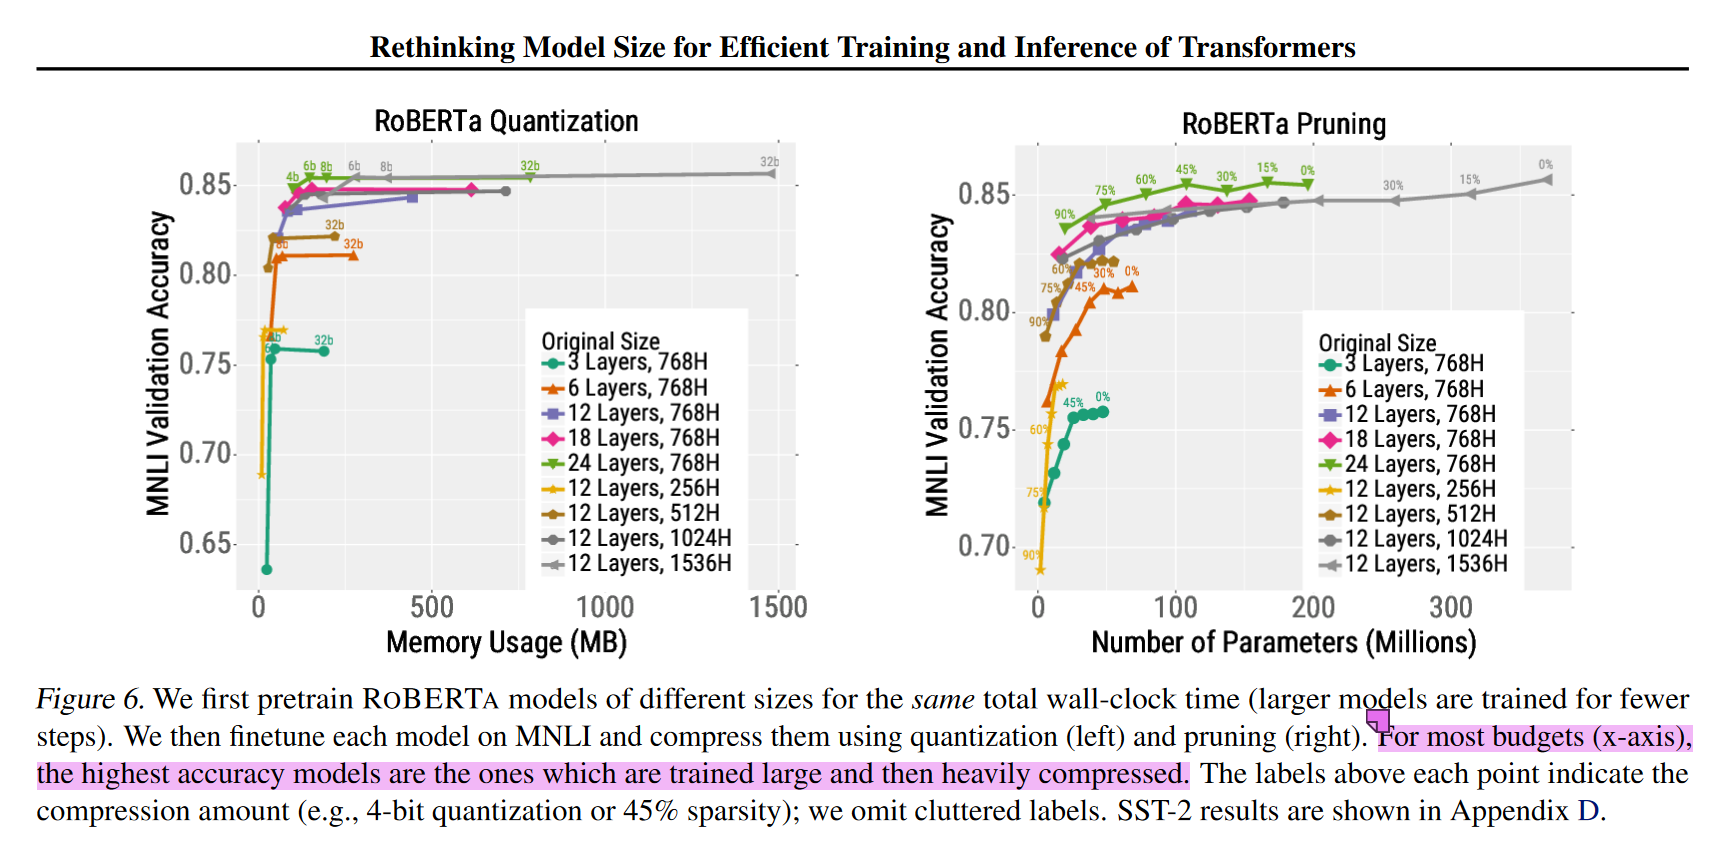 Rethinking Model Size for Efficient Training and Inference of Transformers
RoBERTa Quantization
MNLI Validation Accuracy
0.85
0.80
0.75
0.70
0.65
4b
6b
8b
6b
8b
32b
32b
32b
8b
32b
32b
Original Size
3 Layers, 768H
6 Layers, 768H
12 Layers, 768H
18 Layers, 768H
24 Layers, 768H
12 Layers, 256H
12 Layers, 512H
12 Layers, 1024H
12 Layers, 1536H
0
500
1000
1500
Memory Usage (MB)
RoBERTa Pruning
MNLI Validation Accuracy
0.85
0.80
0.75
0.70
90%
75%
60%
45%
30%
15%
0%
30%
15%
0%
60%
75%
90%
45%
30%
0%
45%
0%
60%
75%
90%
Original Size
3 Layers, 768H
6 Layers, 768H
12 Layers, 768H
18 Layers, 768H
24 Layers, 768H
12 Layers, 256H
12 Layers, 512H
12 Layers, 1024H
12 Layers, 1536H
0
100
200
300
Number of Parameters (Millions)
Figure 6. We first pretrain ROBERTA models of different sizes for the same total wall-clock time (larger models are trained for fewer
steps). We then finetune each model on MNLI and compress them using quantization (left) and pruning (right). For most budgets (x-axis),
the highest accuracy models are the ones which are trained large and then heavily compressed. The labels above each point indicate the
compression amount (e.g., 4-bit quantization or 45% sparsity); we omit cluttered labels. SST-2 results are shown in Appendix D.